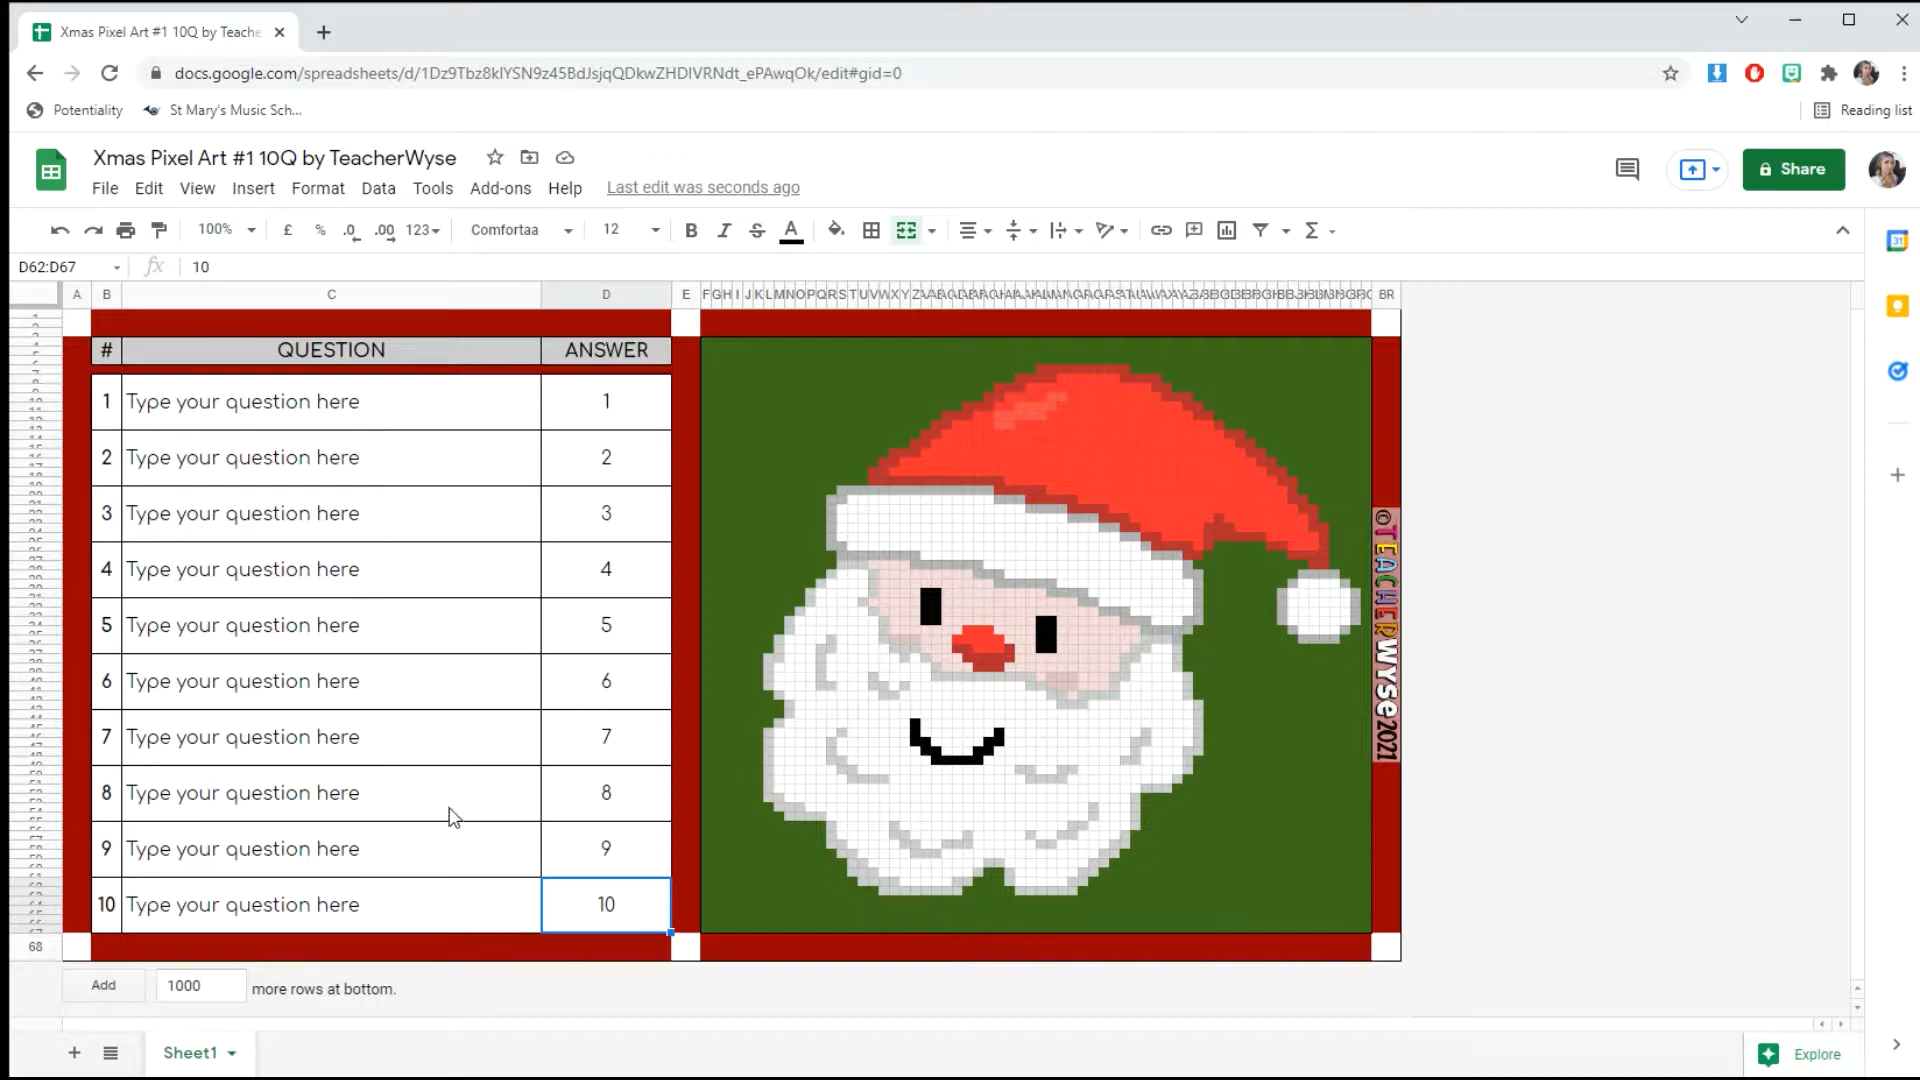 Xmas Pixel Art #1 10Q by Teache
docs.google.com/spreadsheets/d/1Dz9Tbz8klYSN9z45BdJsjqQDkwZHDlVRNdt_ePAwqOk/edit#gid=0
Potentiality
St Mary's Music Sch...
Reading list
Xmas Pixel Art #1 10Q by TeacherWyse
File Edit View Insert Format Data Tools Add-ons Help Last edit was seconds ago
Share
100% £ % .0 .00 123 Comfortaa 12 B I S A
31
D62:D67 fx 10
A B C D E BR
# QUESTION ANSWER
1 Type your question here 1
2 Type your question here 2
3 Type your question here 3
4 Type your question here 4
5 Type your question here 5
6 Type your question here 6
7 Type your question here 7
8 Type your question here 8
9 Type your question here 9
10 Type your question here 10
©TEACHERWYSE2021
68
Add 1000 more rows at bottom.
Sheet1
Explore